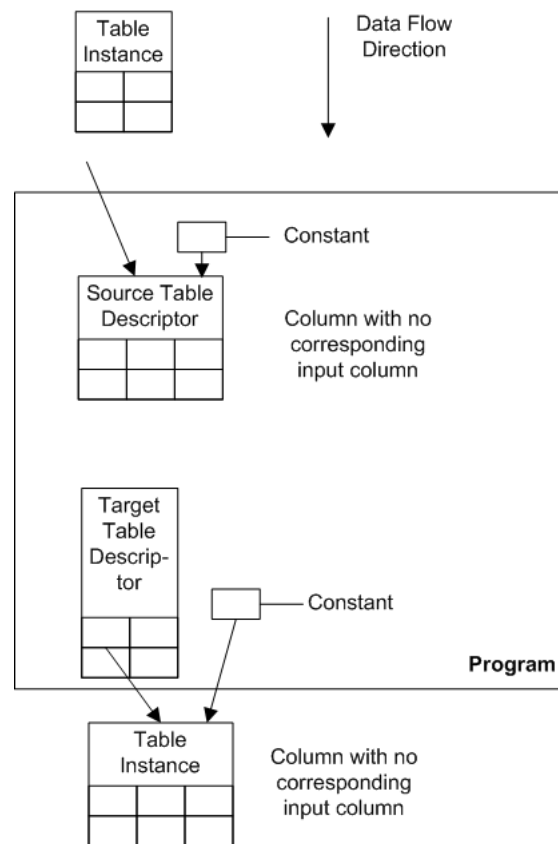 Table
Instance
Data Flow
Direction
Constant
Source Table
Descriptor
Column with no
corresponding
input column
Target
Table
Descrip-
tor
Constant
Program
Table
Instance
Column with no
corresponding
input column